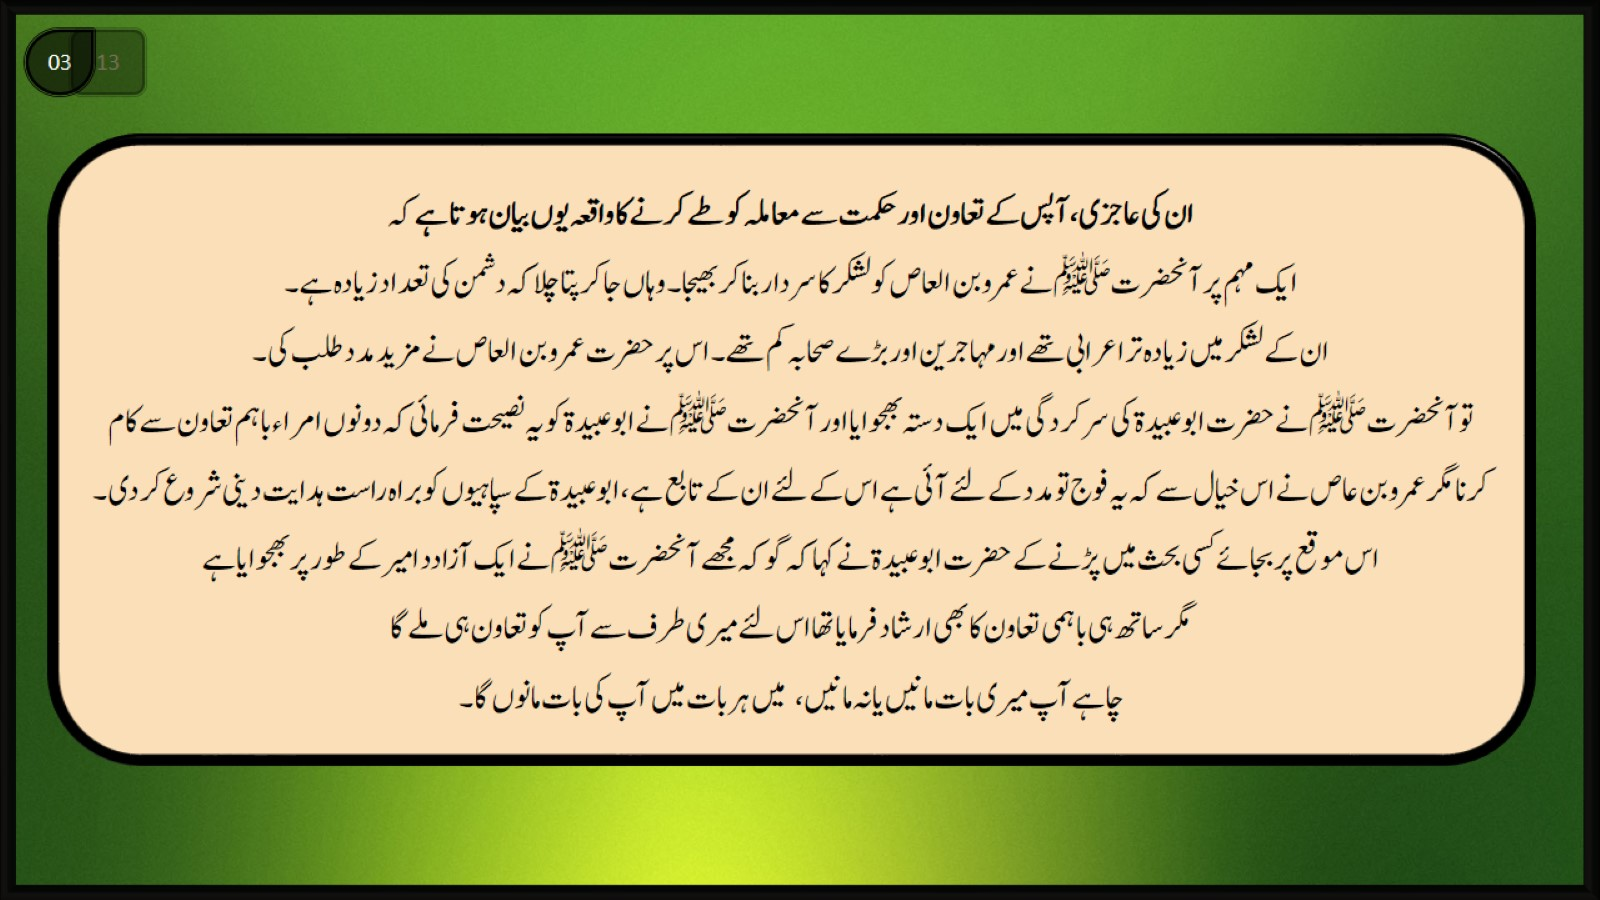 03 13
ان کی عاجزی، آپس کے تعاون اور حکمت سے معاملہ کو طے کرنے کا واقعہ یوں بیان ہوتا ہے کہ
ایک مہم پر آنحضرت ﷺ نے عمرو بن العاص کو لشکر کا سردار بنا کر بھیجا۔ وہاں جا کر پتا چلا کہ دشمن کی تعداد زیادہ ہے۔
ان کے لشکر میں زیادہ تر اعرابی تھے اور مہاجرین اور بڑے صحابہ کم تھے۔ اس پر حضرت عمرو بن العاص نے مزید مدد طلب کی۔
تو آنحضرت ﷺ نے حضرت ابوعبیدۃ کی سرکردگی میں ایک دستہ بھجوایا اور آنحضرت ﷺ نے ابوعبیدۃ کو یہ نصیحت فرمائی کہ دونوں امراء باہم تعاون سے کام
کرنا مگر عمرو بن عاص نے اس خیال سے کہ یہ فوج تو مدد کے لئے آئی ہے اس کے لئے ان کے تابع ہے، ابوعبیدۃ کے سپاہیوں کو براہ راست ہدایت دینی شروع کر دی۔
اس موقع پر بجائے کسی بحث میں پڑنے کے حضرت ابوعبیدۃ نے کہا کہ گو کہ مجھے آنحضرت ﷺ نے ایک آزادد امیر کے طور پر بھجوایا ہے
مگر ساتھ ہی باہمی تعاون کا بھی ارشاد فرمایا تھا اس لئے میری طرف سے آپ کو تعاون ہی ملے گا
چاہے آپ میری بات مانیں یا نہ مانیں، میں ہر بات میں آپ کی بات مانوں گا۔